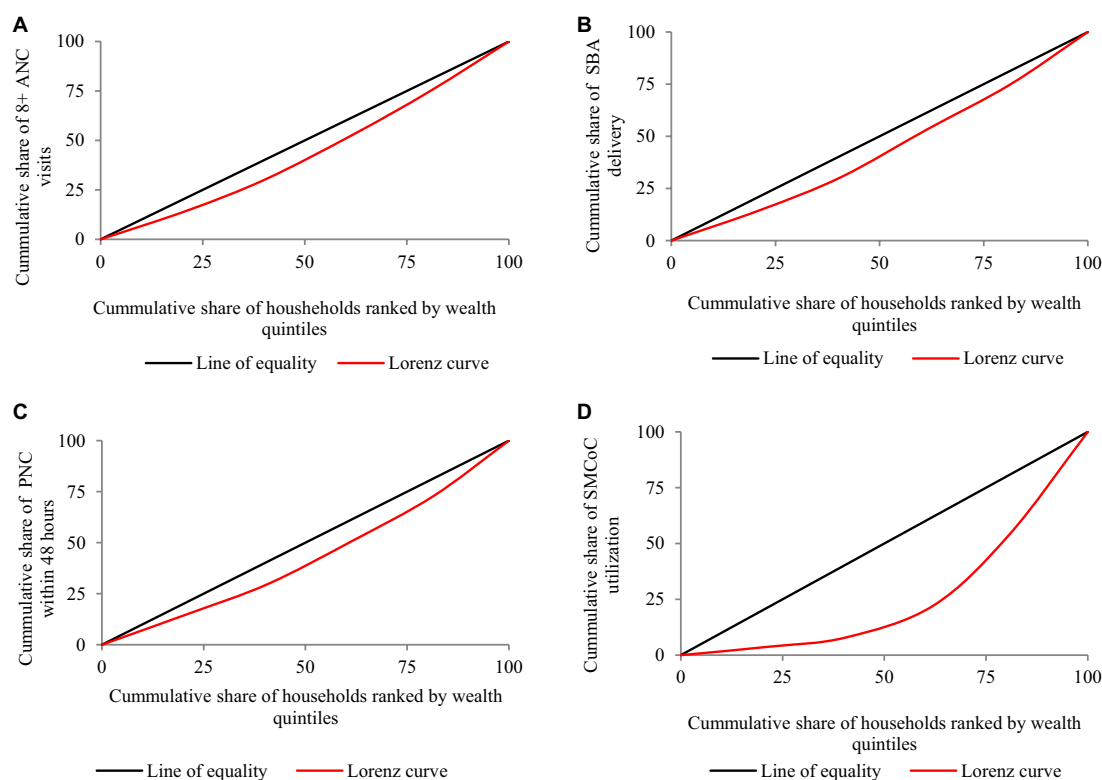 A
Cummulative share of 8+ ANC
visits
100
75
50
25
0
0 25 50 75 100
Cummulative share of housheholds ranked by wealth
quintiles
Line of equality Lorenz curve
B
Cummulative share of SBA
delivery
100
75
50
25
0
0 25 50 75 100
Cummulative share of households ranked by wealth
quintiles
Line of equality Lorenz curve
C
Cummulative share of PNC
within 48 hours
100
75
50
25
0
0 25 50 75 100
Cummulative share of households ranked by wealth
quintiles
Line of equality Lorenz curve
D
Cummulative share of SMCoC
utilization
100
75
50
25
0
0 25 50 75 100
Cummulative share of households ranked by wealth
quintiles
Line of equality Lorenz curve